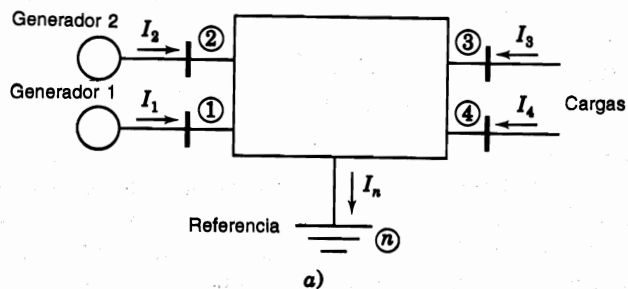 Generador 2
I₂
②
③
I₃
Generador 1
I₁
①
④
I₄
Cargas
Iₙ
Referencia
ⓝ
a)